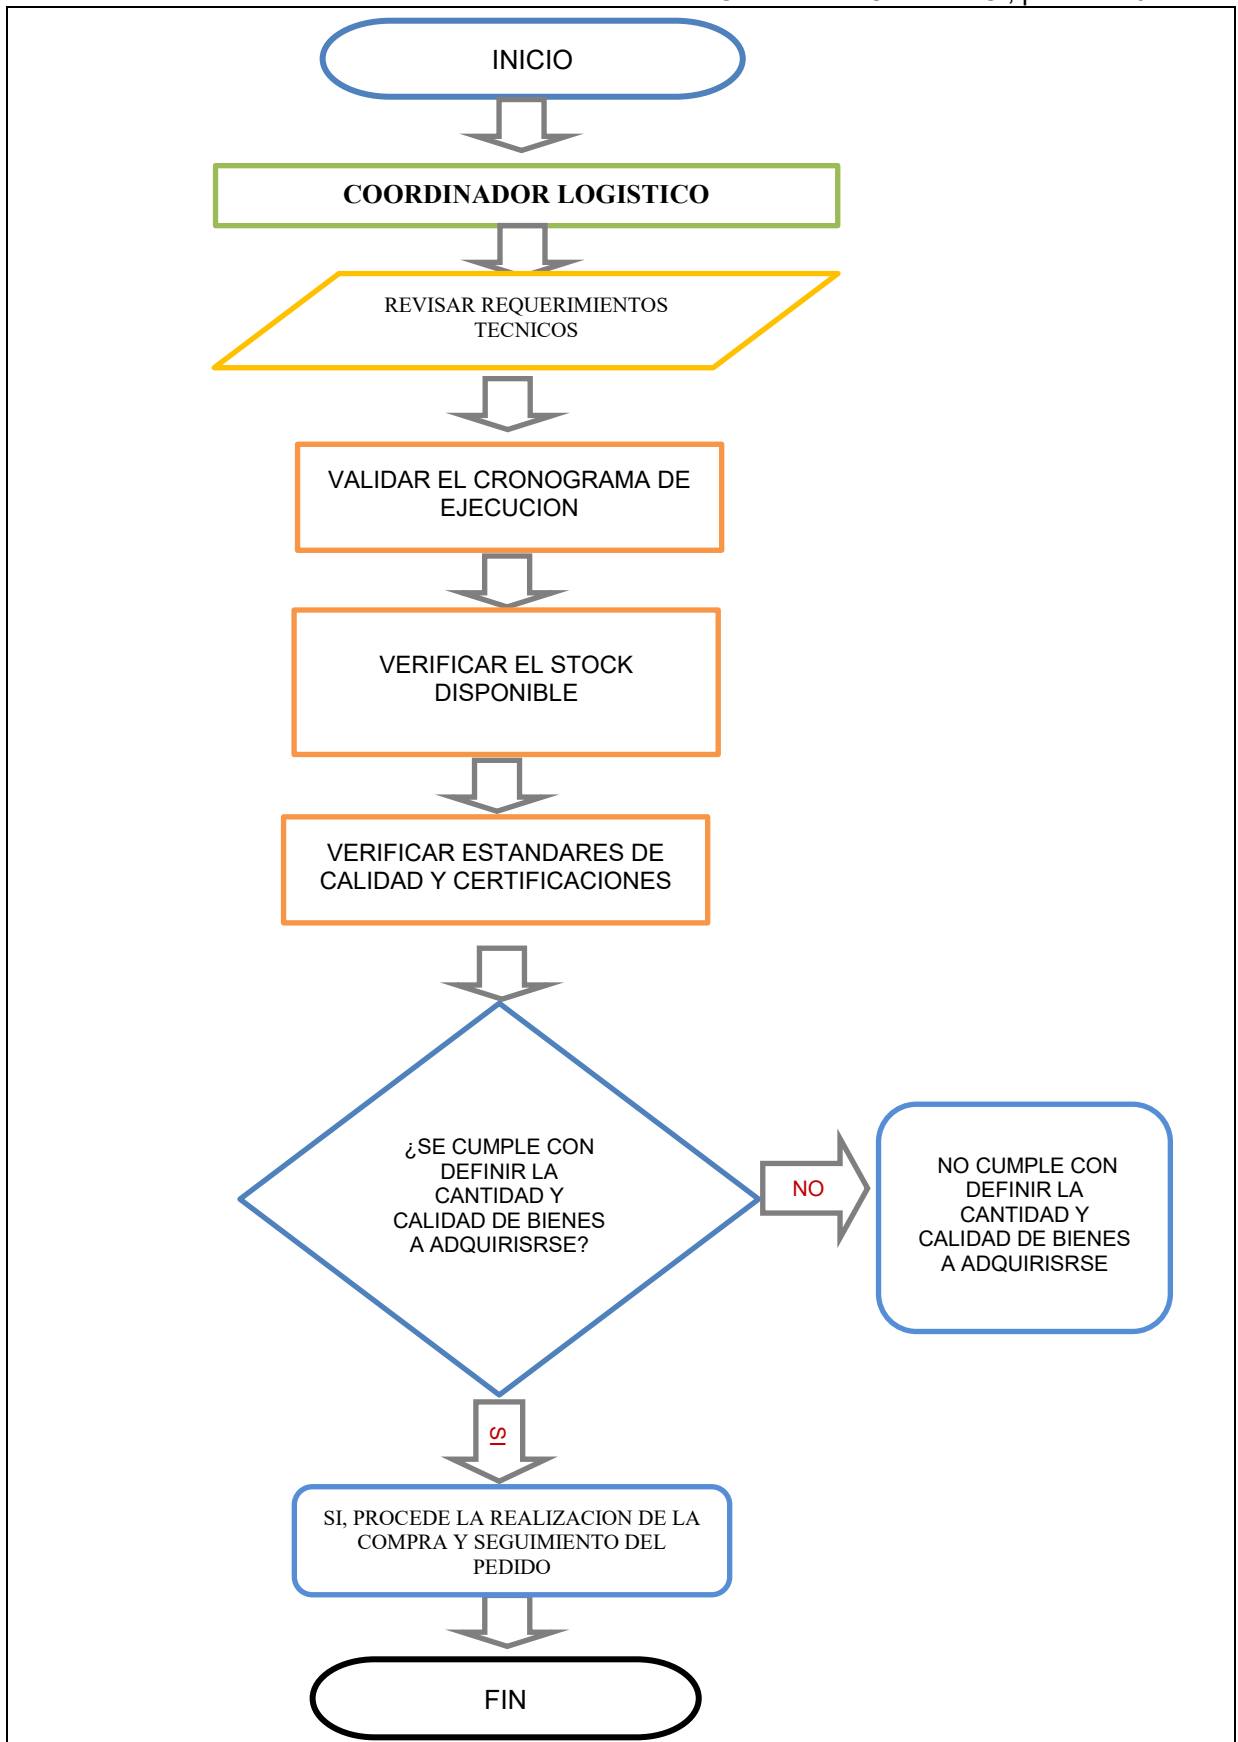 INICIO
COORDINADOR LOGISTICO
REVISAR REQUERIMIENTOS
TECNICOS
VALIDAR EL CRONOGRAMA DE
EJECUCION
VERIFICAR EL STOCK
DISPONIBLE
VERIFICAR ESTANDARES DE
CALIDAD Y CERTIFICACIONES
¿SE CUMPLE CON
DEFINIR LA
CANTIDAD Y
CALIDAD DE BIENES
A ADQUIRISRSE?
NO
NO CUMPLE CON
DEFINIR LA
CANTIDAD Y
CALIDAD DE BIENES
A ADQUIRISRSE
SI
SI, PROCEDE LA REALIZACION DE LA
COMPRA Y SEGUIMIENTO DEL
PEDIDO
FIN